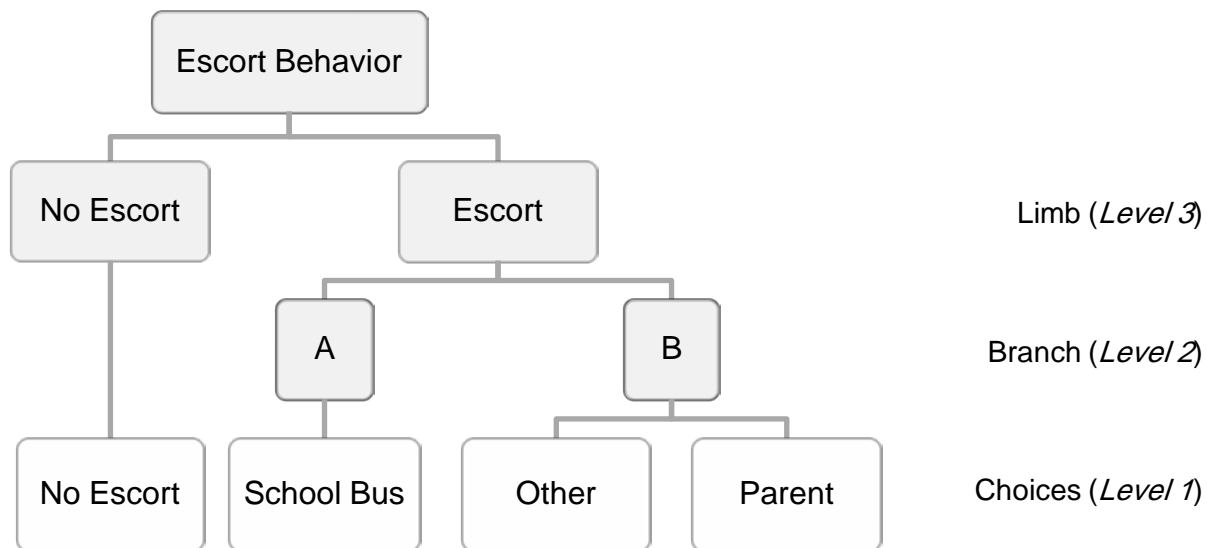 Escort Behavior
No Escort
Escort
Limb (Level 3)
A
B
Branch (Level 2)
No Escort
School Bus
Other
Parent
Choices (Level 1)